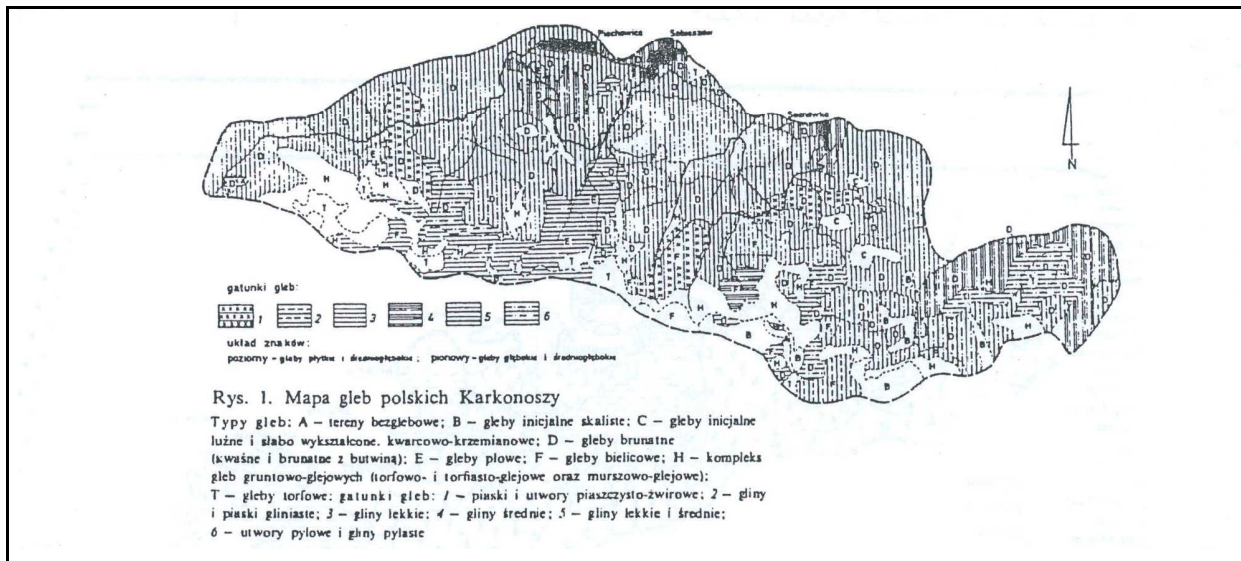 Piechowice Sobieszów
Sosnówka
N
gatunki gleb:
1 2 3 4 5 6
układ znaków:
poziomy - gleby płytkie i średniogłębokie; pionowy - gleby głębokie i średniogłębokie
Rys. 1. Mapa gleb polskich Karkonoszy
Typy gleb: A – tereny bezglebowe; B – gleby inicjalne skaliste; C – gleby inicjalne
luźne i słabo wykształcone, kwarcowo-krzemianowe; D – gleby brunatne
(kwaśne i brunatne z butwiną); E – gleby płowe; F – gleby bielicowe; H – kompleks
gleb gruntowo-glejowych (torfowo- i torfiasto-glejowe oraz murszowo-glejowe);
T – gleby torfowe; gatunki gleb: 1 – piaski i utwory piaszczysto-żwirowe; 2 – gliny
i piaski gliniaste; 3 – gliny lekkie; 4 – gliny średnie; 5 – gliny lekkie i średnie;
6 – utwory pyłowe i gliny pylaste